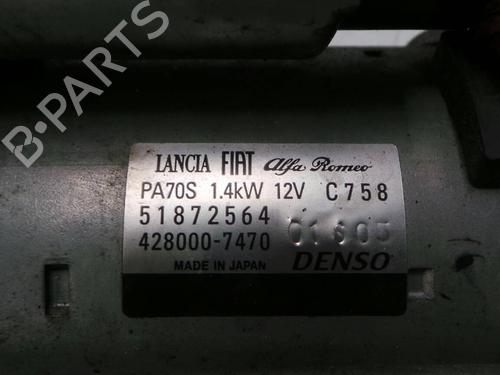 B-PARTS
LANCIA FIAT Alfa Romeo
PA70S 1.4kW 12V C758
51872564
428000-7470 01605
MADE IN JAPAN DENSO